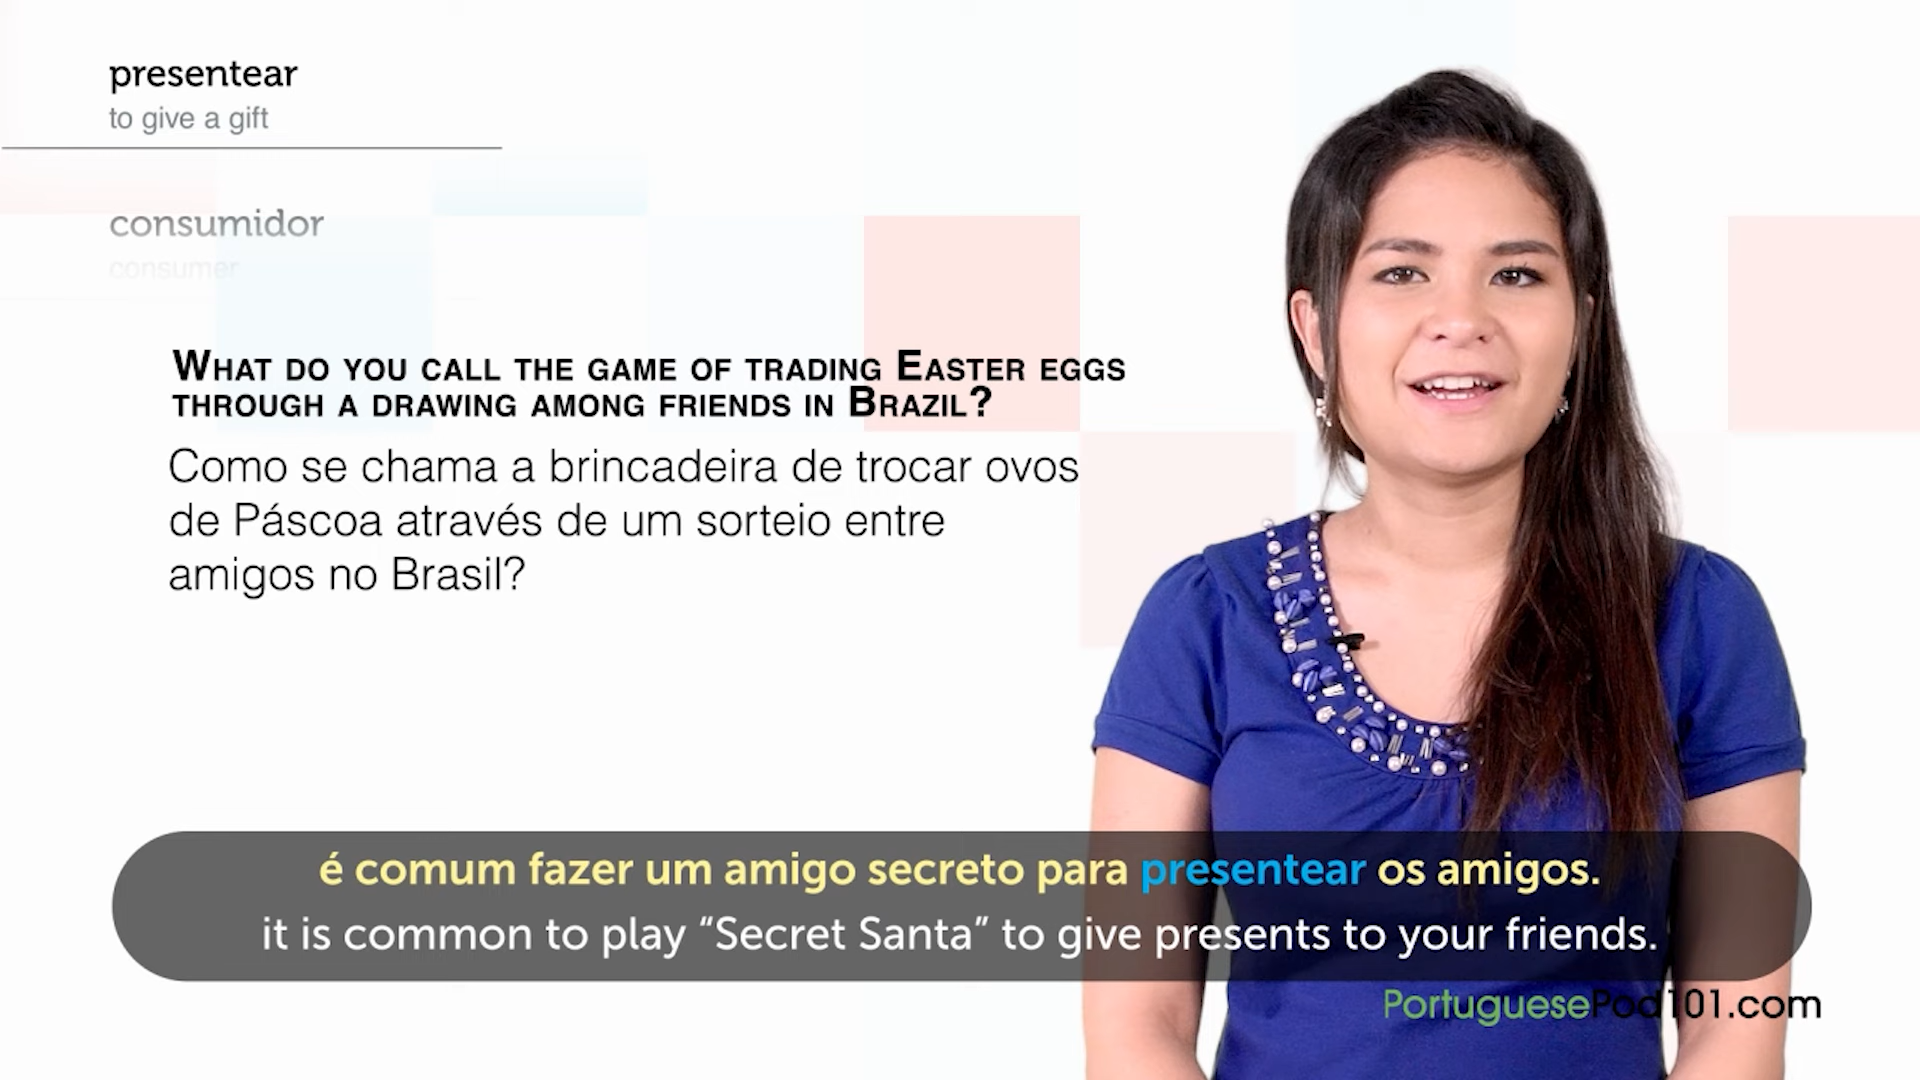 presentear
to give a gift
consumidor
consumer
What do you call the game of trading Easter eggs
through a drawing among friends in Brazil?
Como se chama a brincadeira de trocar ovos
de Páscoa através de um sorteio entre
amigos no Brasil?
é comum fazer um amigo secreto para presentear os amigos.
it is common to play “Secret Santa” to give presents to your friends.
PortuguesePod101.com